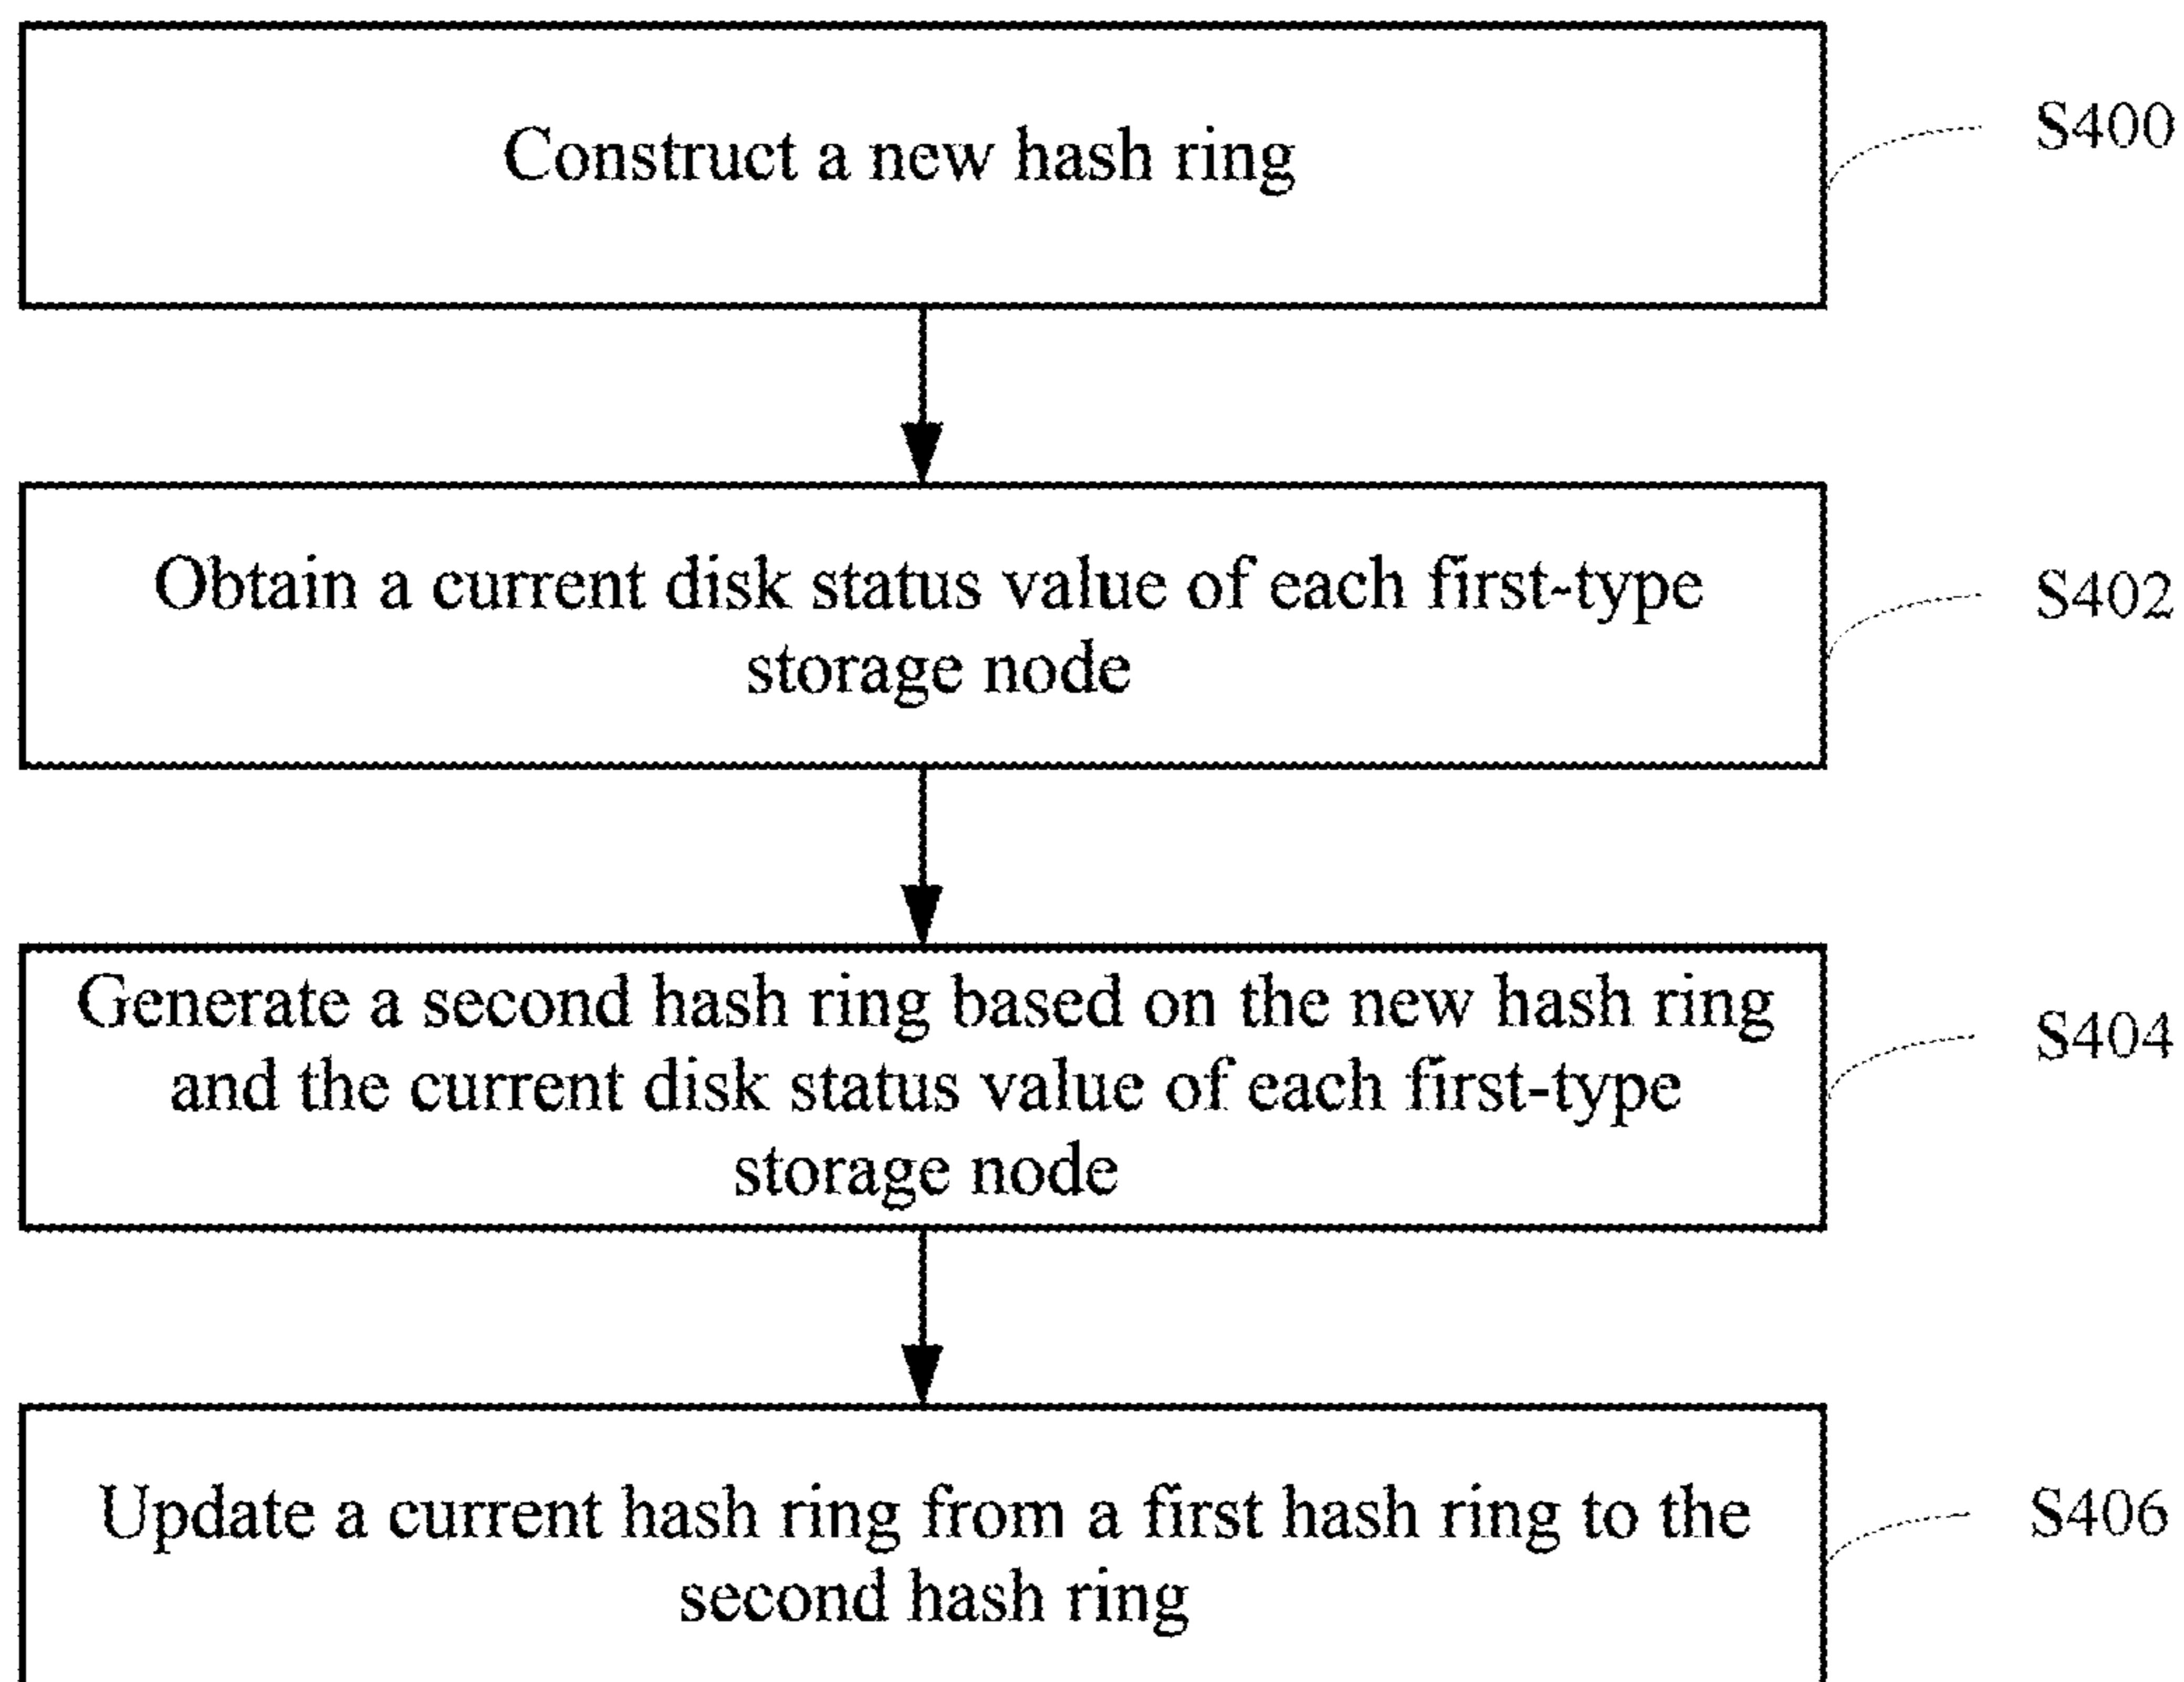 Construct a new hash ring
S400
Obtain a current disk status value of each first-type
storage node
S402
Generate a second hash ring based on the new hash ring
and the current disk status value of each first-type
storage node
S404
Update a current hash ring from a first hash ring to the
second hash ring
S406